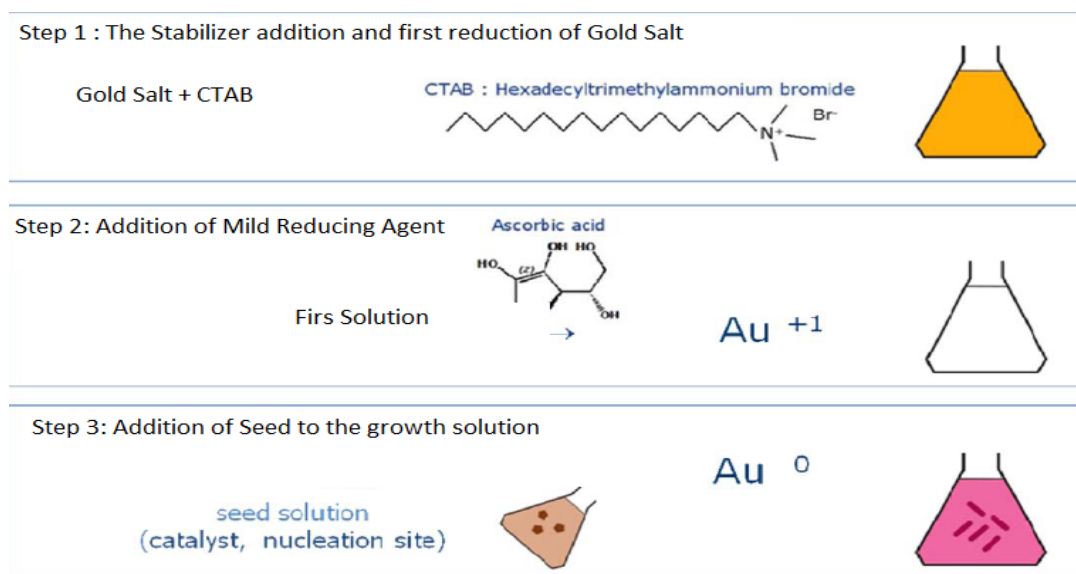 Step 1 : The Stabilizer addition and first reduction of Gold Salt
Gold Salt + CTAB
CTAB : Hexadecyltrimethylammonium bromide
Br-
N+
Step 2: Addition of Mild Reducing Agent
Ascorbic acid
OH HO
HO
(Z)
OH
Firs Solution
→
Au +1
Step 3: Addition of Seed to the growth solution
Au 0
seed solution
(catalyst, nucleation site)